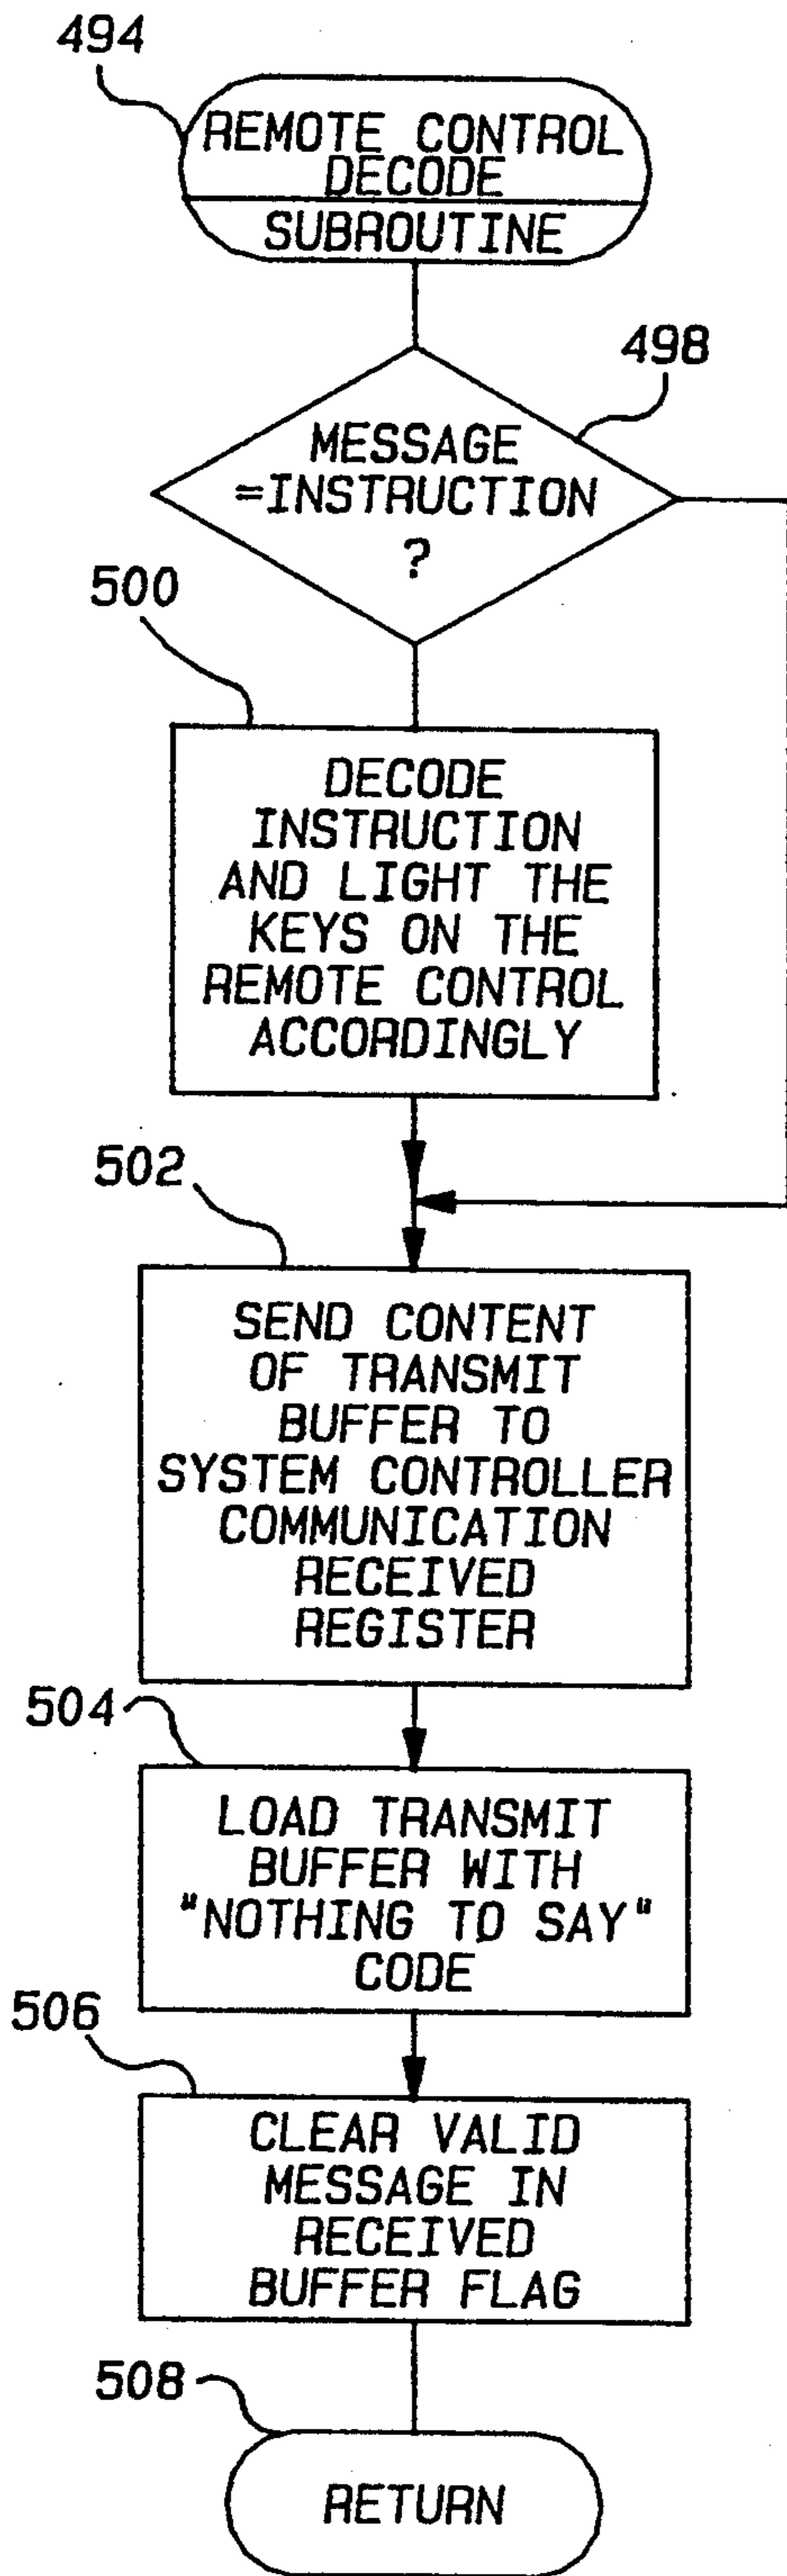 494
REMOTE CONTROL
DECODE
SUBROUTINE
498
MESSAGE
=INSTRUCTION
?
500
DECODE
INSTRUCTION
AND LIGHT THE
KEYS ON THE
REMOTE CONTROL
ACCORDINGLY
502
SEND CONTENT
OF TRANSMIT
BUFFER TO
SYSTEM CONTROLLER
COMMUNICATION
RECEIVED
REGISTER
504
LOAD TRANSMIT
BUFFER WITH
"NOTHING TO SAY"
CODE
506
CLEAR VALID
MESSAGE IN
RECEIVED
BUFFER FLAG
508
RETURN